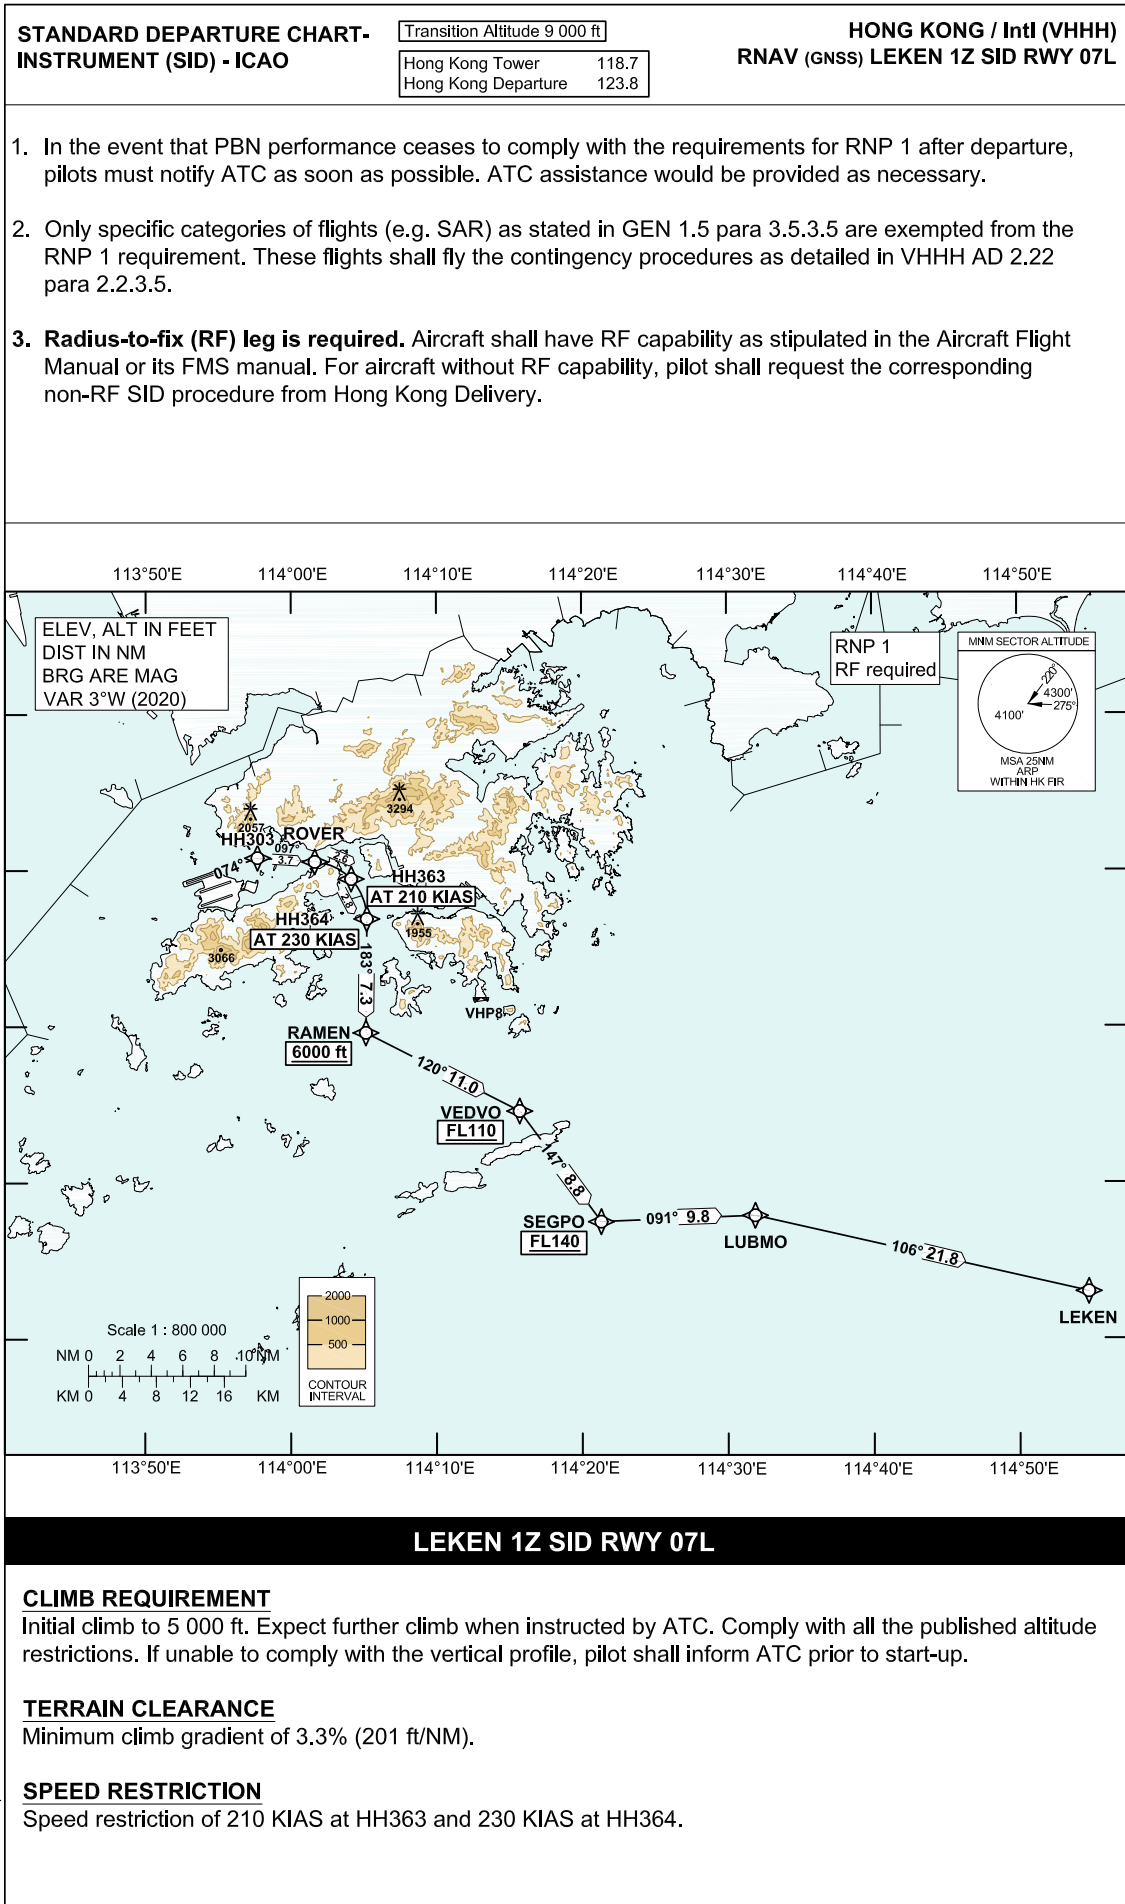 STANDARD DEPARTURE CHART-
INSTRUMENT (SID) - ICAO
Transition Altitude 9 000 ft
Hong Kong Tower 118.7
Hong Kong Departure 123.8
HONG KONG / Intl (VHHH)
RNAV (GNSS) LEKEN 1Z SID RWY 07L
1. In the event that PBN performance ceases to comply with the requirements for RNP 1 after departure,
pilots must notify ATC as soon as possible. ATC assistance would be provided as necessary.
2. Only specific categories of flights (e.g. SAR) as stated in GEN 1.5 para 3.5.3.5 are exempted from the
RNP 1 requirement. These flights shall fly the contingency procedures as detailed in VHHH AD 2.22
para 2.2.3.5.
3. Radius-to-fix (RF) leg is required. Aircraft shall have RF capability as stipulated in the Aircraft Flight
Manual or its FMS manual. For aircraft without RF capability, pilot shall request the corresponding
non-RF SID procedure from Hong Kong Delivery.
113°50'E 114°00'E 114°10'E 114°20'E 114°30'E 114°40'E 114°50'E
ELEV, ALT IN FEET
DIST IN NM
BRG ARE MAG
VAR 3°W (2020)
RNP 1
RF required
MNM SECTOR ALTITUDE
220°
4300'
275°
4100'
MSA 25NM
ARP
WITHIN HK FIR
3294
2057
HH303 ROVER
074°
097°
3.7
2.6
HH363
AT 210 KIAS
2.8
HH364
AT 230 KIAS
1955
3066
183° 7.3
VHP8
RAMEN
6000 ft
120° 11.0
VEDVO
FL110
147° 8.8
SEGPO
FL140
091° 9.8
LUBMO
106° 21.8
LEKEN
2000
1000
500
CONTOUR
INTERVAL
Scale 1 : 800 000
NM 0 2 4 6 8 10 NM
KM 0 4 8 12 16 KM
113°50'E 114°00'E 114°10'E 114°20'E 114°30'E 114°40'E 114°50'E
LEKEN 1Z SID RWY 07L
CLIMB REQUIREMENT
Initial climb to 5 000 ft. Expect further climb when instructed by ATC. Comply with all the published altitude
restrictions. If unable to comply with the vertical profile, pilot shall inform ATC prior to start-up.
TERRAIN CLEARANCE
Minimum climb gradient of 3.3% (201 ft/NM).
SPEED RESTRICTION
Speed restriction of 210 KIAS at HH363 and 230 KIAS at HH364.